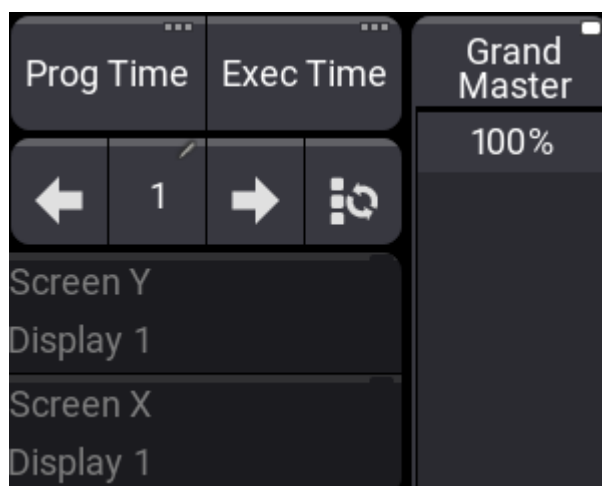 Prog Time
Exec Time
Grand
Master
100%
1
Screen Y
Display 1
Screen X
Display 1